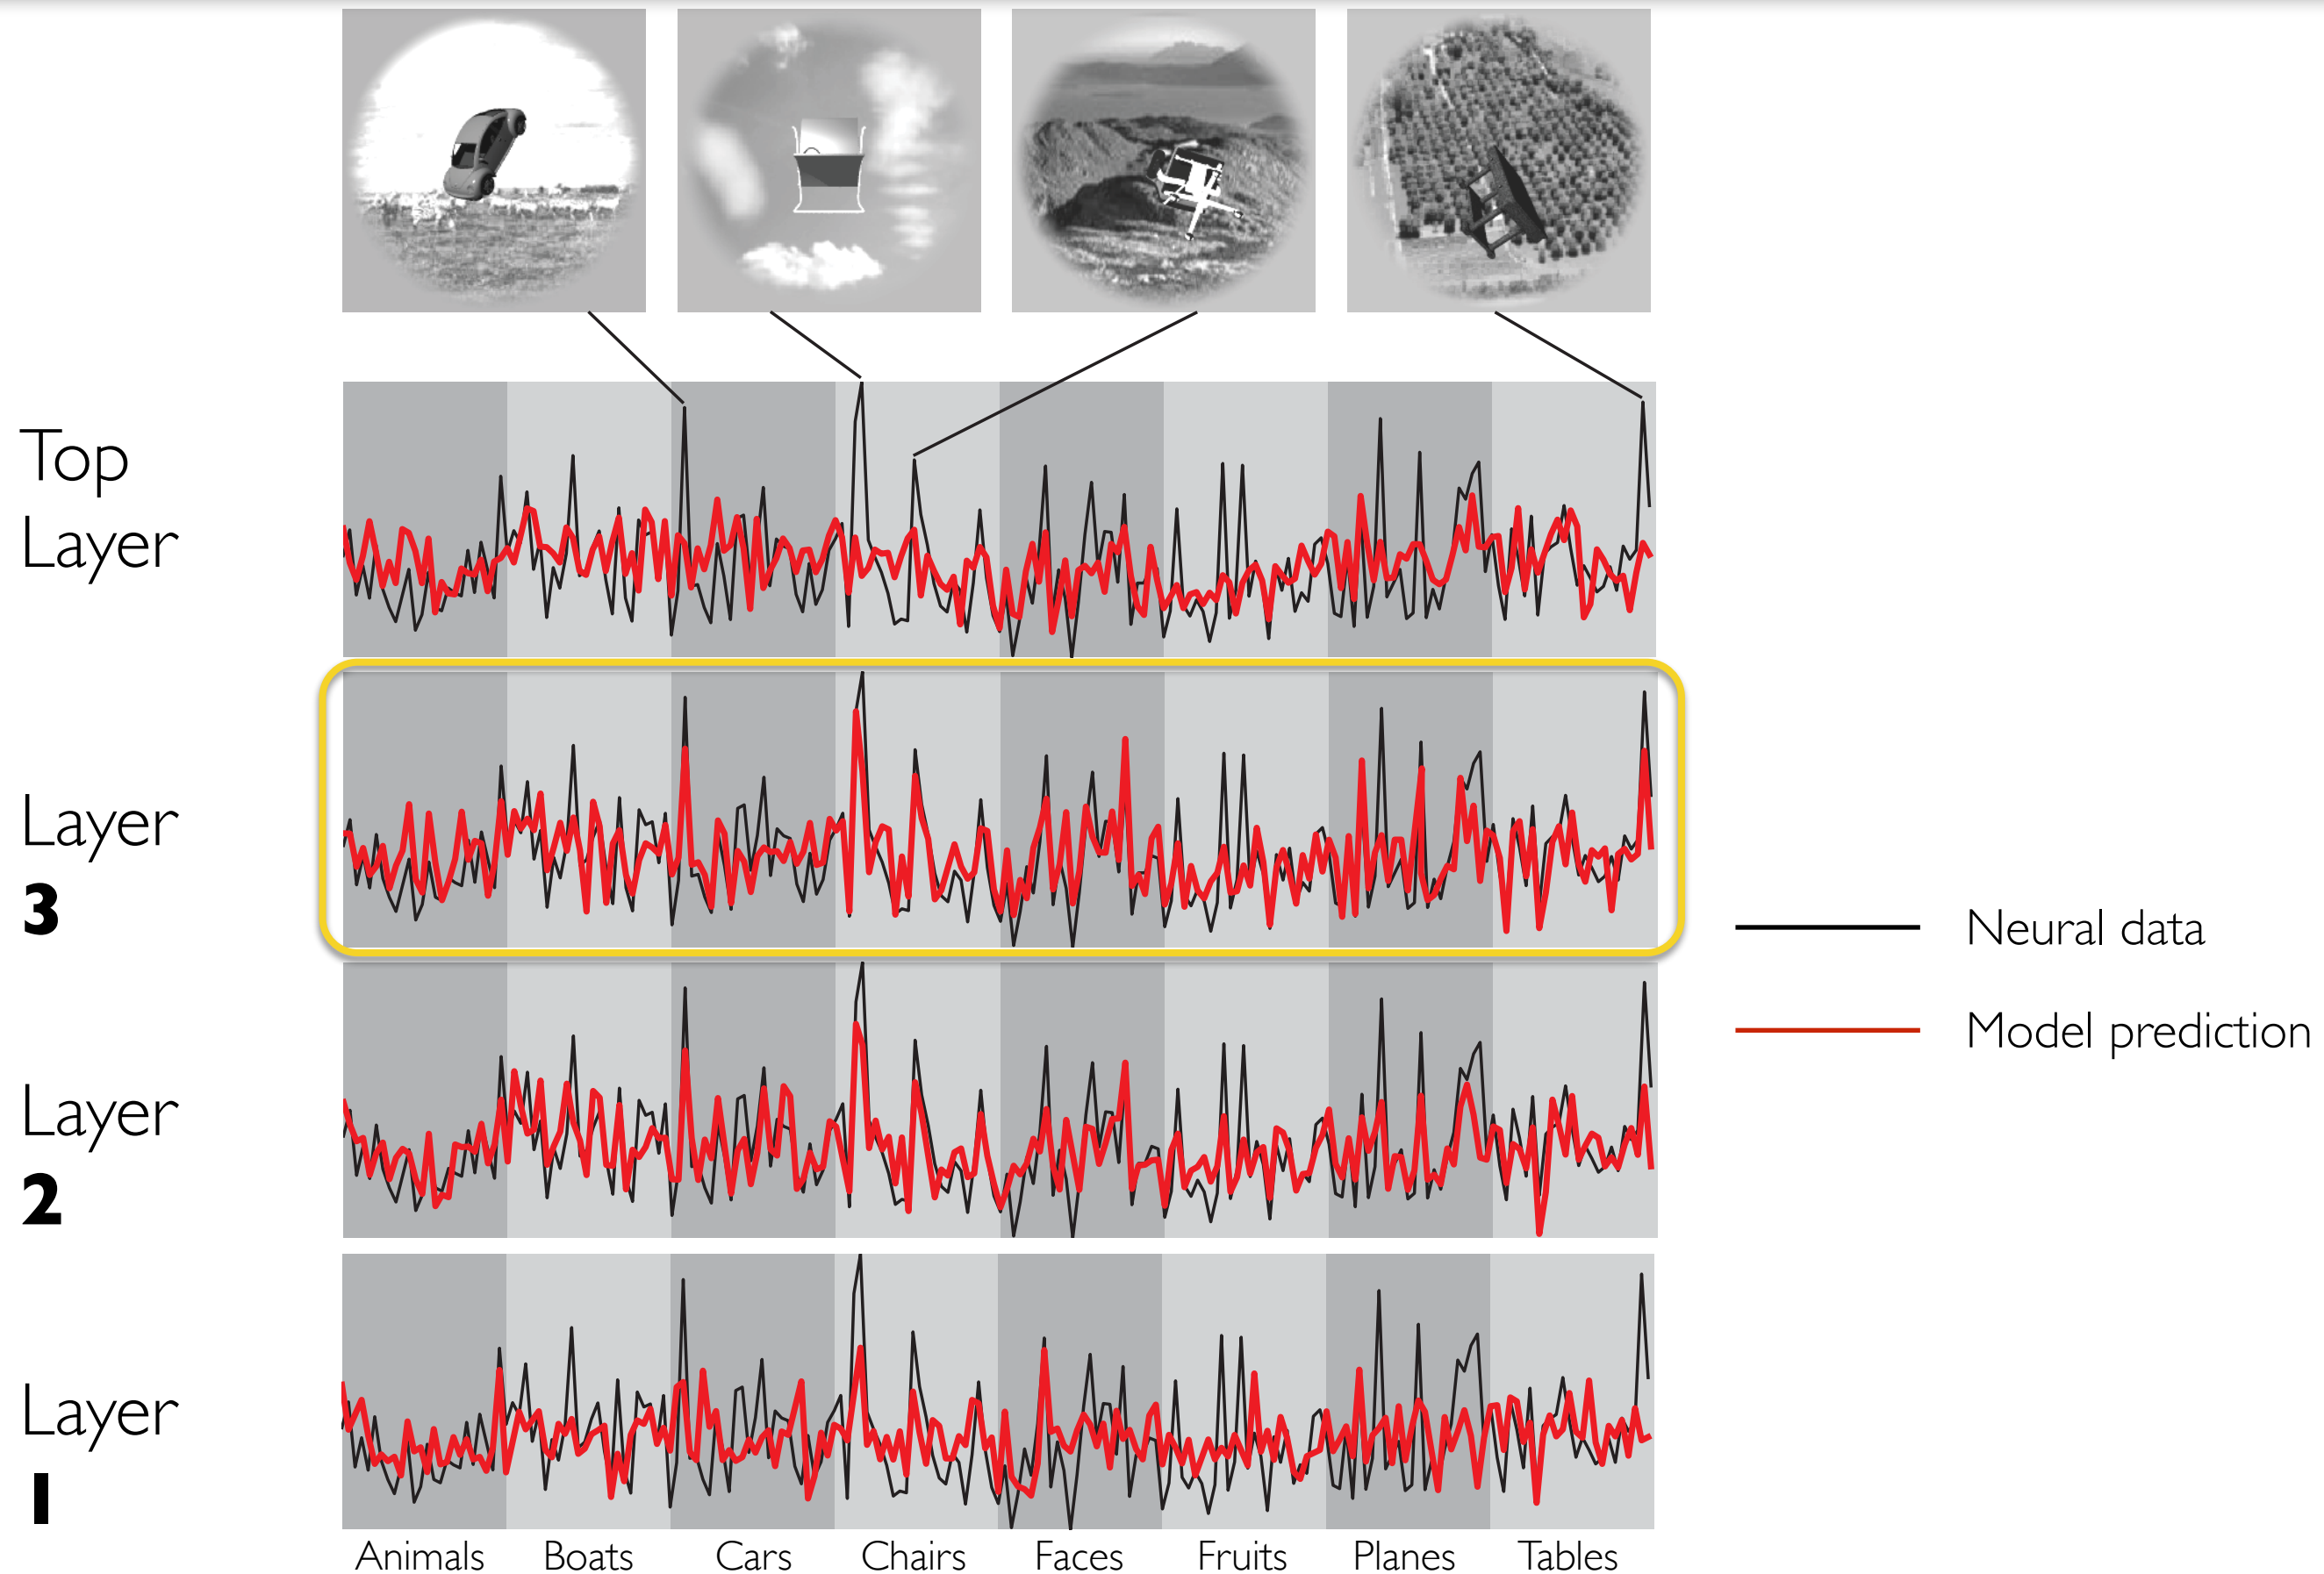 Top
Layer
Layer
3
Neural data
Model prediction
Layer
2
Layer
1
Animals Boats Cars Chairs Faces Fruits Planes Tables